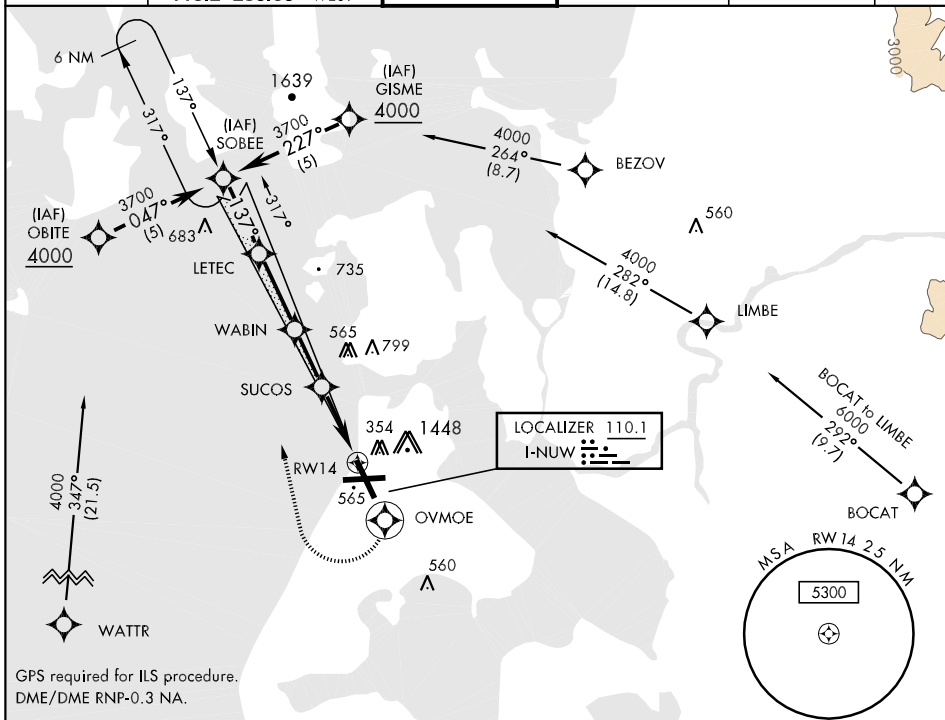 6 NM
137°
317°
1639
(IAF)
GISME
4000
(IAF)
SOBEE
3700
227°
(5)
4000
264°
(8.7)
BEZOV
3000
(IAF)
OBITE
4000
3700
047°
(5)
683
137°
317°
LETEC
735
560
4000
282°
(14.8)
LIMBE
WABIN
565
799
SUCOS
BOCAT to LIMBE
6000
292°
(9.7)
BOCAT
354
1448
RW14
565
LOCALIZER 110.1
I-NUW
OVMOE
560
4000
347°
(21.5)
WATTR
MSA RW 14 25 NM
5300
GPS required for ILS procedure.
DME/DME RNP-0.3 NA.